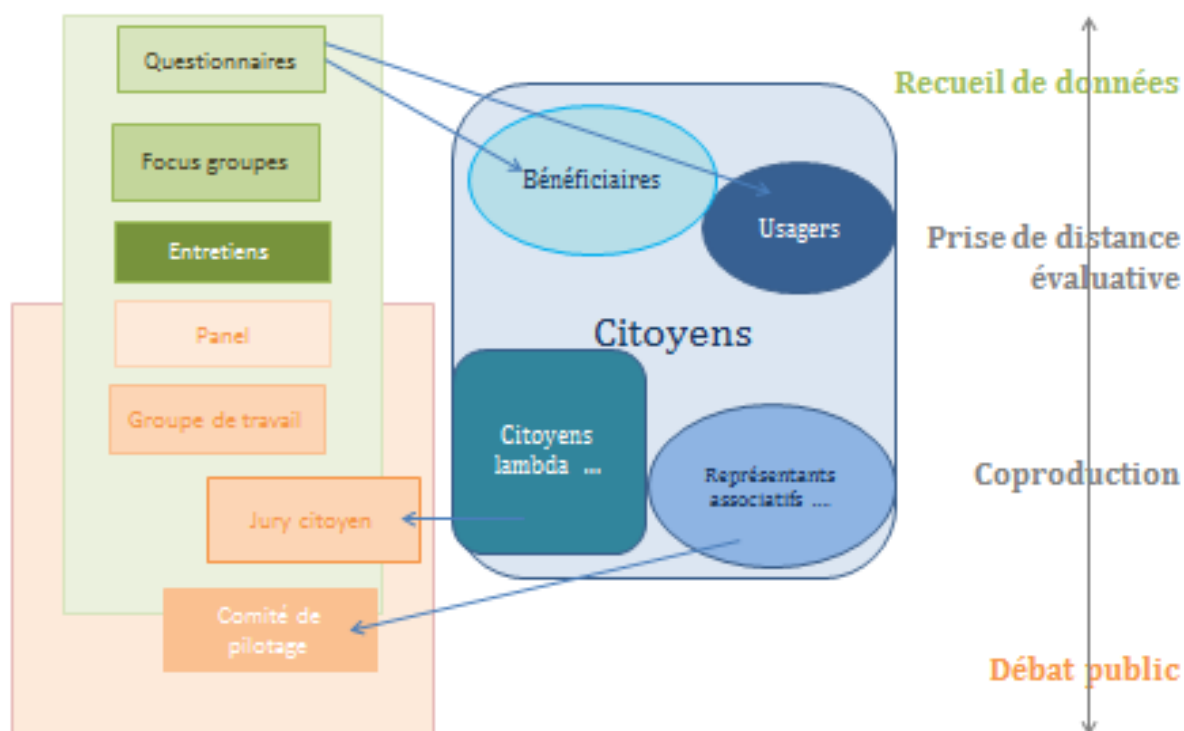 Questionnaires
Focus groupes
Entretiens
Panel
Groupe de travail
Jury citoyen
Comité de
pilotage
Bénéficiaires
Usagers
Citoyens
Citoyens
lambda ...
Représentants
associatifs ....
Recueil de données
Prise de distance
évaluative
Coproduction
Débat public